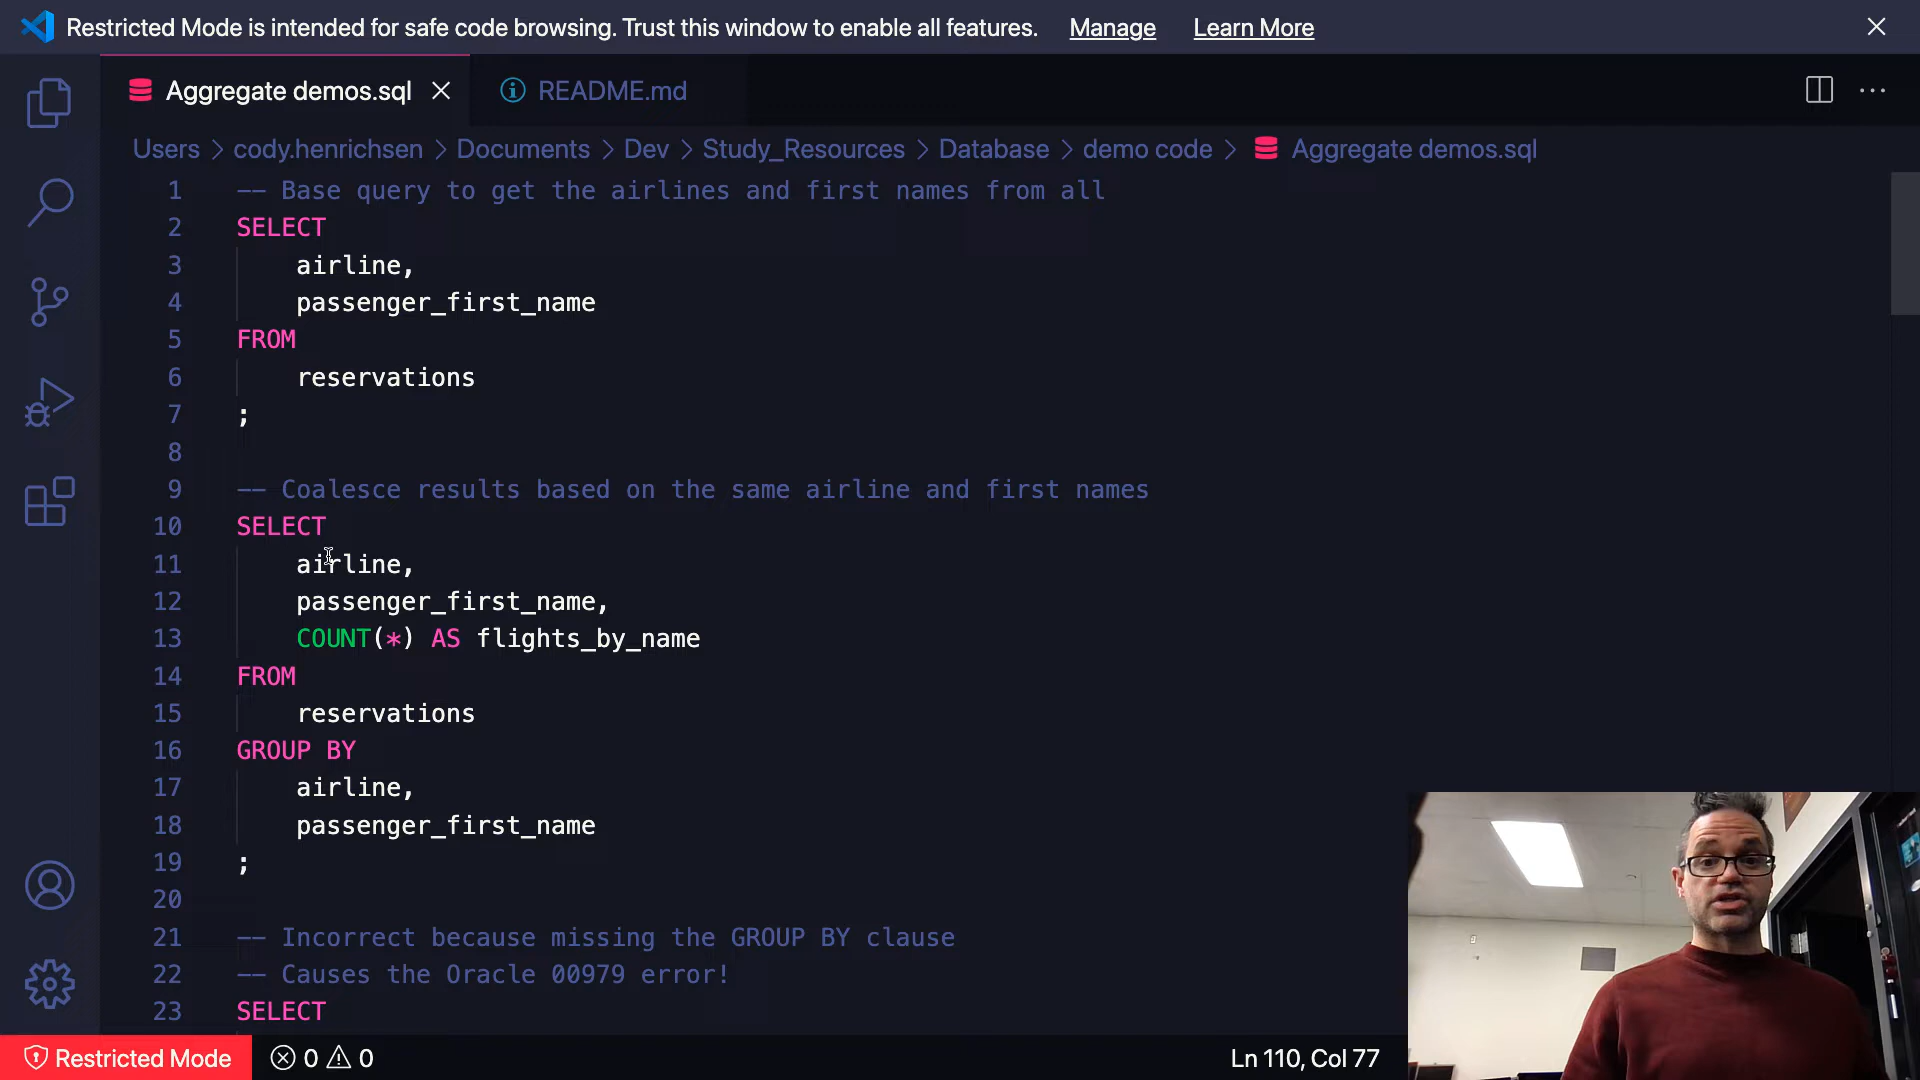 Restricted Mode is intended for safe code browsing. Trust this window to enable all features. Manage Learn More
Aggregate demos.sql README.md
Users > cody.henrichsen > Documents > Dev > Study_Resources > Database > demo code > Aggregate demos.sql
1 -- Base query to get the airlines and first names from all
2 SELECT
3 airline,
4 passenger_first_name
5 FROM
6 reservations
7 ;
8
9 -- Coalesce results based on the same airline and first names
10 SELECT
11 airline,
12 passenger_first_name,
13 COUNT(*) AS flights_by_name
14 FROM
15 reservations
16 GROUP BY
17 airline,
18 passenger_first_name
19 ;
20
21 -- Incorrect because missing the GROUP BY clause
22 -- Causes the Oracle 00979 error!
23 SELECT
Restricted Mode 0 0 Ln 110, Col 77